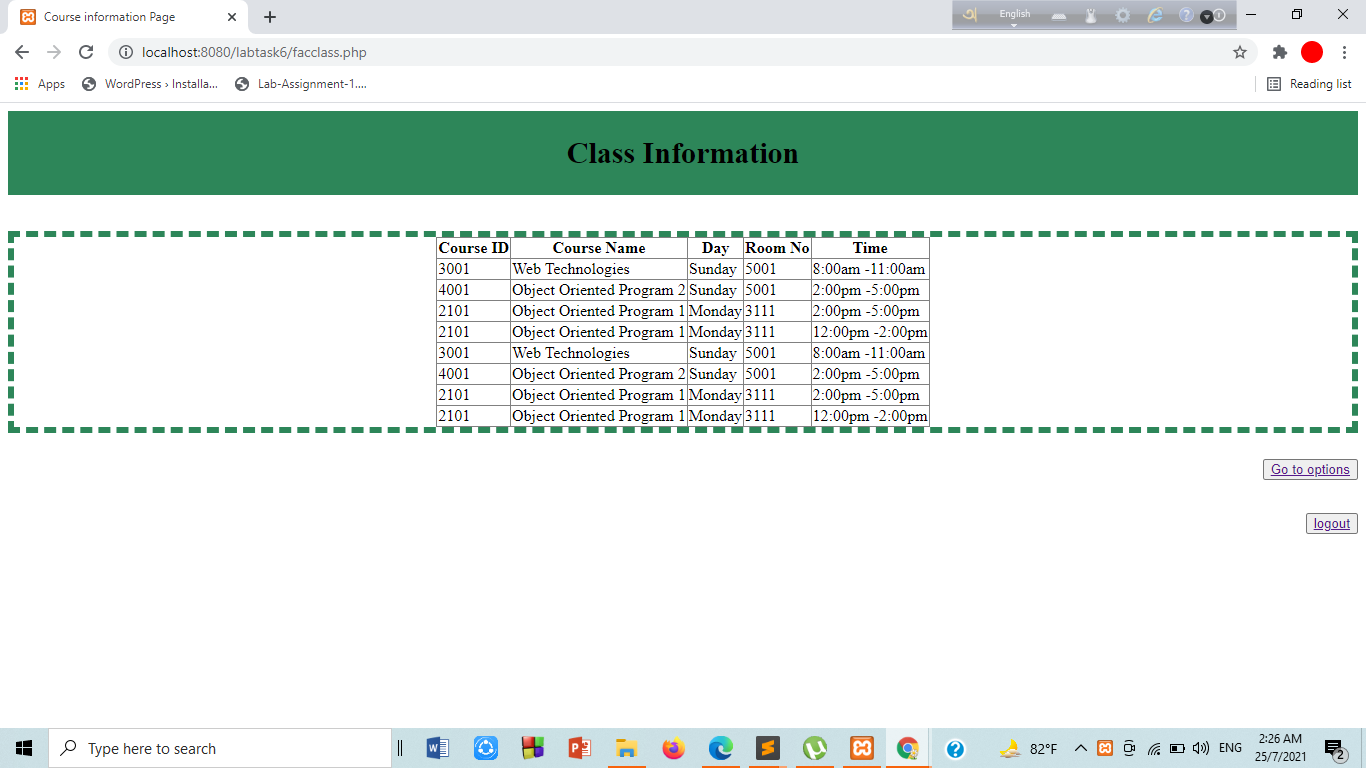 Course information Page
English
localhost:8080/labtask6/facclass.php
Apps WordPress › Installa... Lab-Assignment-1.... Reading list
Class Information
Course ID Course Name Day Room No Time
3001 Web Technologies Sunday 5001 8:00am -11:00am
4001 Object Oriented Program 2 Sunday 5001 2:00pm -5:00pm
2101 Object Oriented Program 1 Monday 3111 2:00pm -5:00pm
2101 Object Oriented Program 1 Monday 3111 12:00pm -2:00pm
3001 Web Technologies Sunday 5001 8:00am -11:00am
4001 Object Oriented Program 2 Sunday 5001 2:00pm -5:00pm
2101 Object Oriented Program 1 Monday 3111 2:00pm -5:00pm
2101 Object Oriented Program 1 Monday 3111 12:00pm -2:00pm
Go to options
logout
Type here to search 82°F ENG 2:26 AM
25/7/2021 2